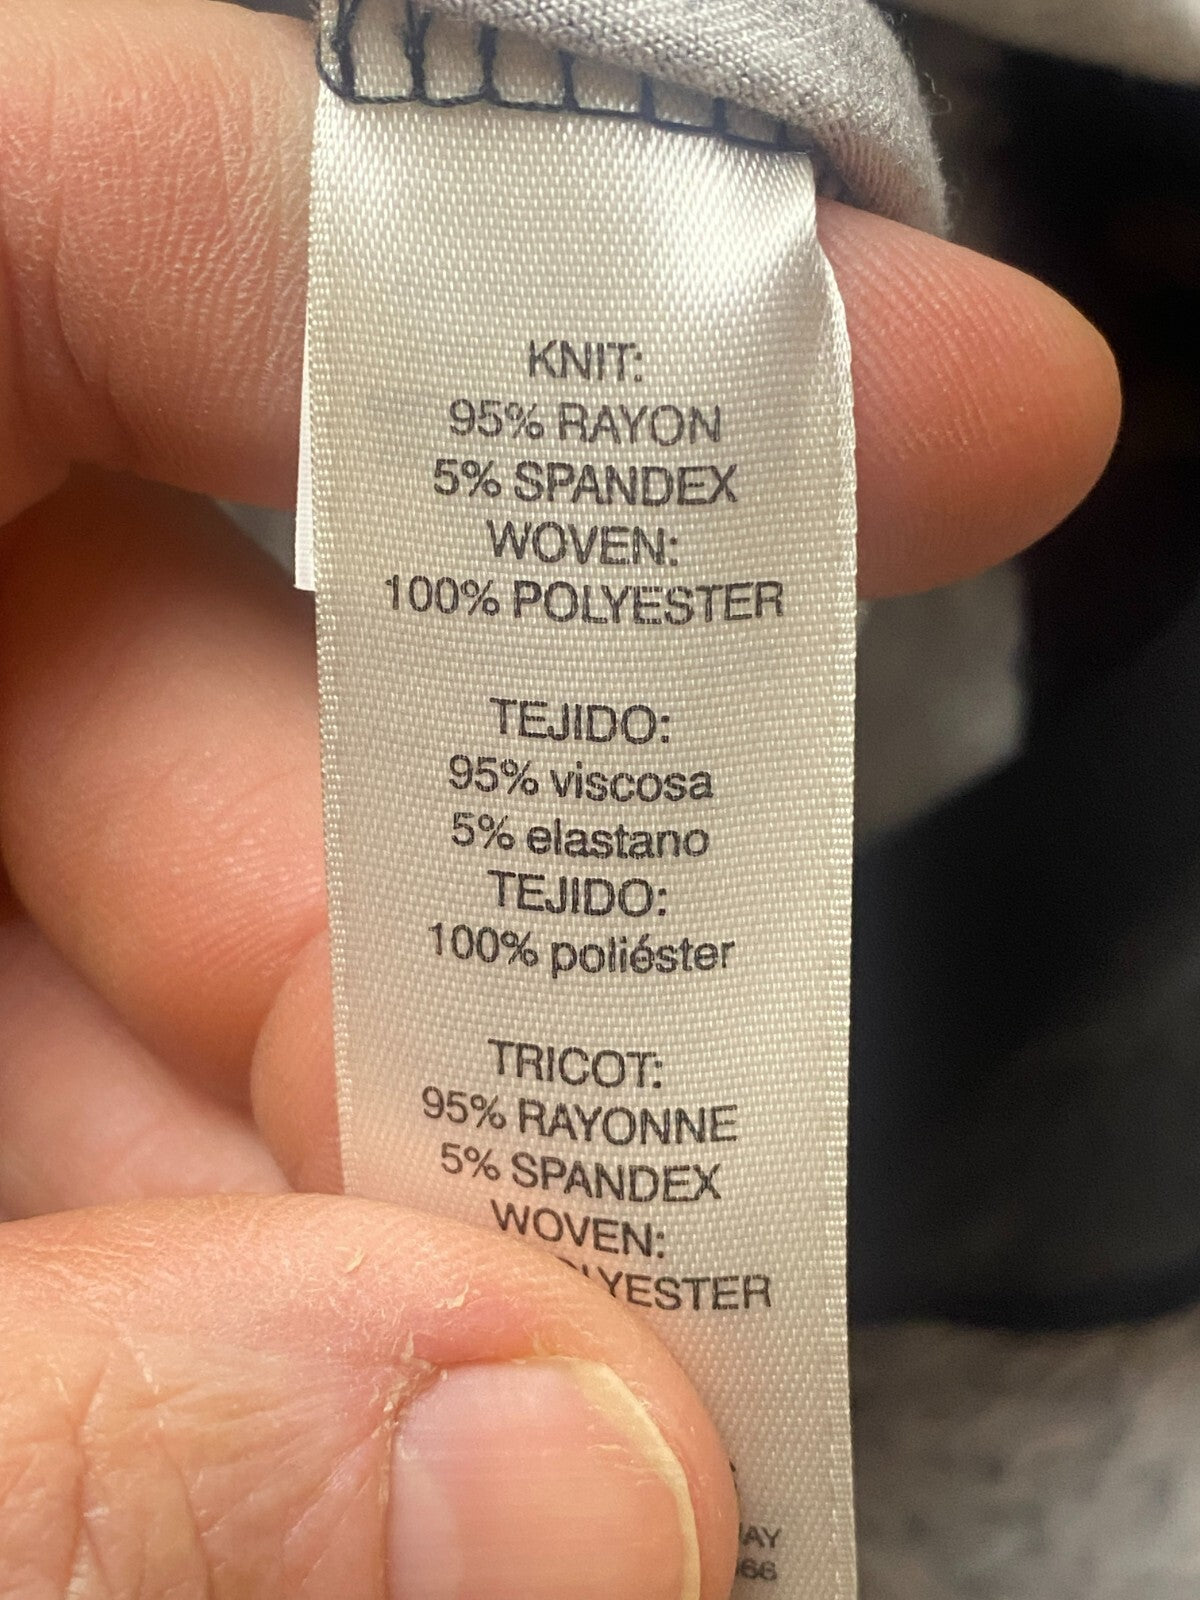 KNIT:
95% RAYON
5% SPANDEX
WOVEN:
100% POLYESTER
TEJIDO:
95% viscosa
5% elastano
TEJIDO:
100% poliéster
TRICOT:
95% RAYONNE
5% SPANDEX
WOVEN: